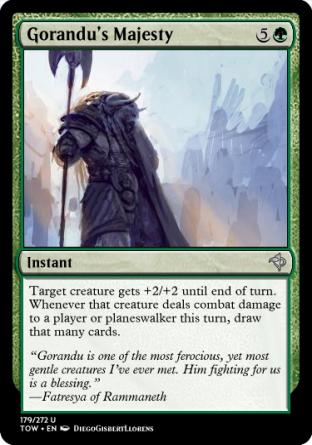 Gorandu's Majesty 5
Instant
Target creature gets +2/+2 until end of turn.
Whenever that creature deals combat damage
to a player or planeswalker this turn, draw
that many cards.
"Gorandu is one of the most ferocious, yet most
gentle creatures I've ever met. Him fighting for us
is a blessing."
—Fatresya of Rammaneth
179/272 U
TOW • EN DiegoGisbertLlorens